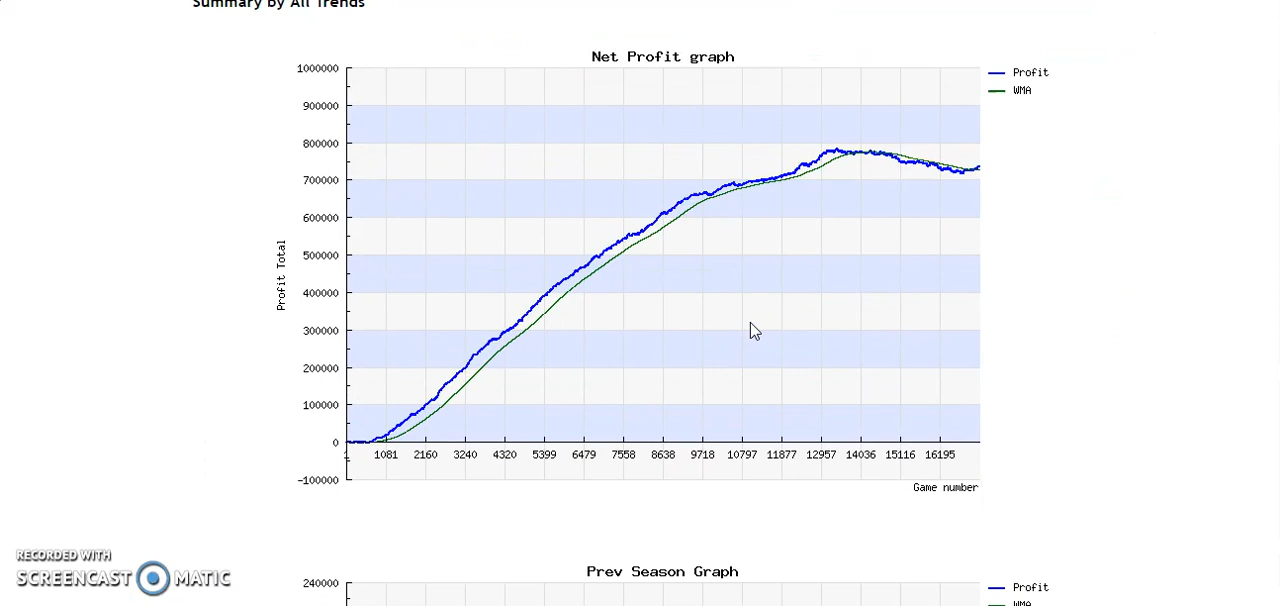 Summary by All Trends
Net Profit graph
1000000
900000
800000
700000
600000
500000
400000
300000
200000
100000
0
-100000
Profit Total
1081 2160 3240 4320 5399 6479 7558 8638 9718 10797 11877 12957 14036 15116 16195
Game number
Profit
WMA
Prev Season Graph
240000
Profit
WMA
RECORDED WITH
SCREENCAST MATIC